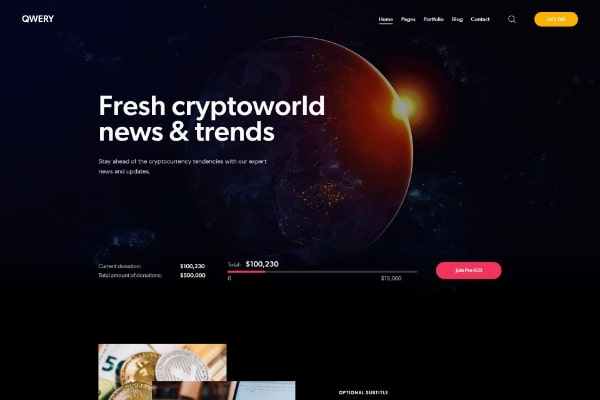 QWERY
Home Pages Portfolio Blog Contact
Let's Talk
Fresh cryptoworld
news & trends
Stay ahead of the cryptocurrency tendencies with our expert
news and updates.
Current donation: $100,230
Total amount of donations: $500,000
Total: $100,230
0 $15,000
Join Pre-ICO
5
OPTIONAL SUBTITLE